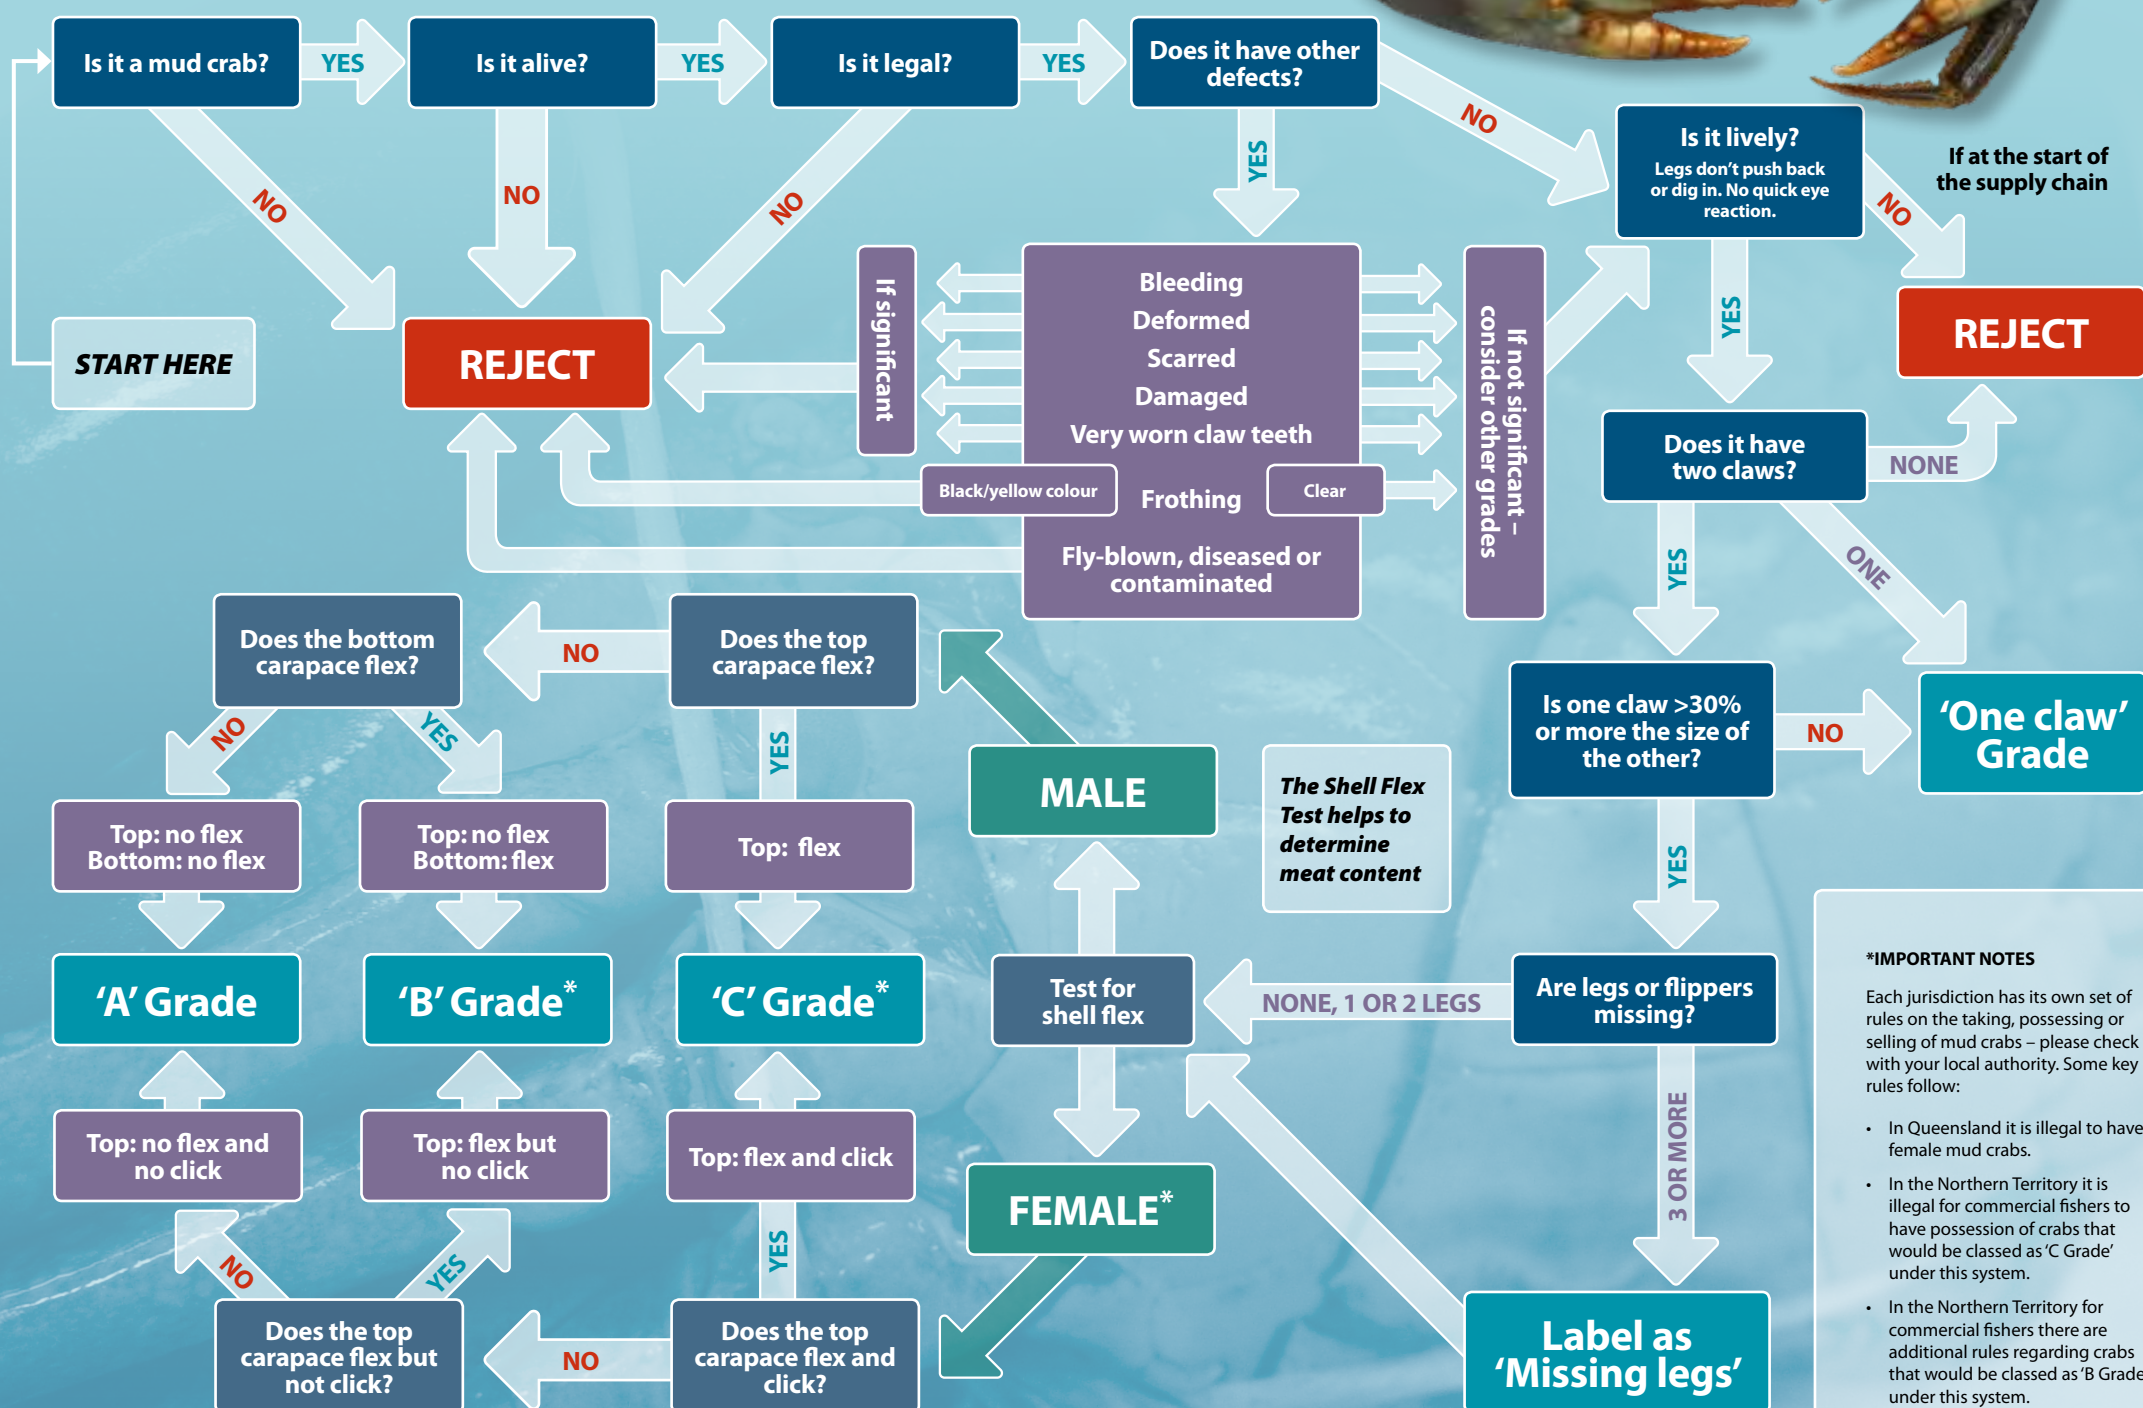 Is it a mud crab?
YES
Is it alive?
YES
Is it legal?
YES
Does it have other
defects?
NO
NO
NO
NO
YES
Is it lively?
Legs don't push back
or dig in. No quick eye
reaction.
NO
If at the start of
the supply chain
REJECT
YES
START HERE
REJECT
If significant
Bleeding
Deformed
Scarred
Damaged
Very worn claw teeth
Black/yellow colour
Frothing
Clear
Fly-blown, diseased or
contaminated
If not significant –
consider other grades
Does it have
two claws?
NONE
YES
ONE
Does the bottom
carapace flex?
NO
Does the top
carapace flex?
NO
YES
YES
Is one claw >30%
or more the size of
the other?
NO
'One claw'
Grade
YES
MALE
The Shell Flex
Test helps to
determine
meat content
Top: no flex
Bottom: no flex
Top: no flex
Bottom: flex
Top: flex
'A' Grade
'B' Grade*
'C' Grade*
Test for
shell flex
NONE, 1 OR 2 LEGS
Are legs or flippers
missing?
3 OR MORE
Top: no flex and
no click
Top: flex but
no click
Top: flex and click
FEMALE*
NO
YES
YES
Does the top
carapace flex but
not click?
NO
Does the top
carapace flex and
click?
Label as
'Missing legs'
*IMPORTANT NOTES
Each jurisdiction has its own set of
rules on the taking, possessing or
selling of mud crabs – please check
with your local authority. Some key
rules follow:
• In Queensland it is illegal to have
female mud crabs.
• In the Northern Territory it is
illegal for commercial fishers to
have possession of crabs that
would be classed as 'C Grade'
under this system.
• In the Northern Territory for
commercial fishers there are
additional rules regarding crabs
that would be classed as 'B Grade
under this system.